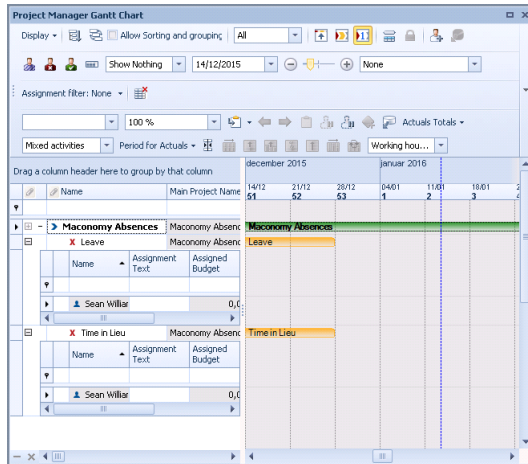 Project Manager Gantt Chart
Display Allow Sorting and grouping All
Show Nothing 14/12/2015 None
Assignment filter: None
100 % Actuals Totals
Mixed activities Period for Actuals Working hou...
Drag a column header here to group by that column
december 2015 januar 2016
Name Main Project Name
14/12 21/12 28/12 04/01 11/01 18/01
51 52 53 1 2 3
Maconomy Absences Maconomy Absenc Maconomy Absences
Leave Maconomy Absenc Leave
Name Assignment Text Assigned Budget
Sean Williar 0,0
Time in Lieu Maconomy Absenc Time in Lieu
Name Assignment Text Assigned Budget
Sean Williar 0,0